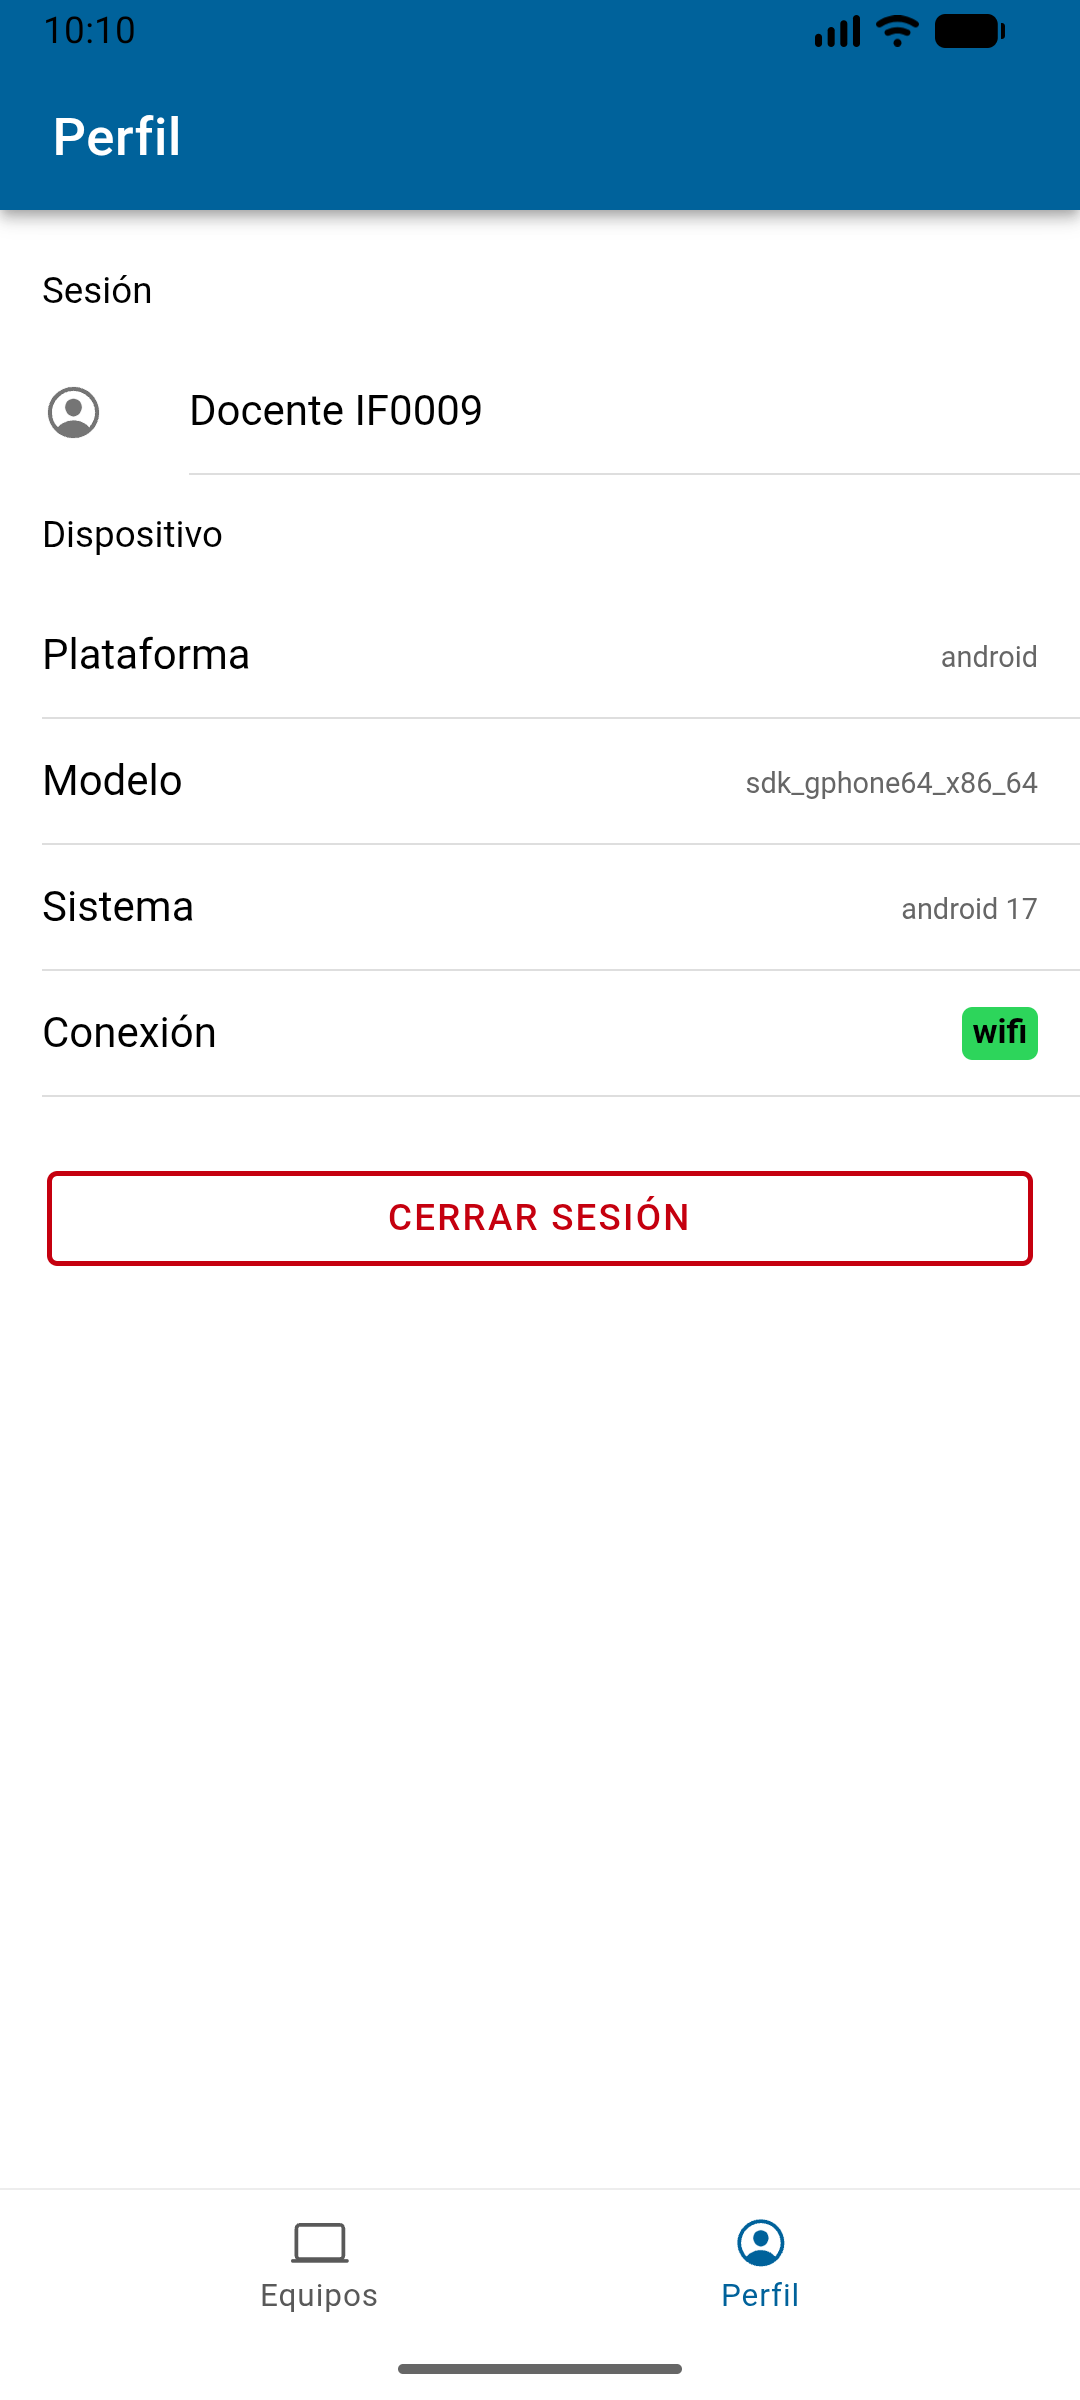 10:10
Perfil
Sesión
Docente IF0009
Dispositivo
Plataforma android
Modelo sdk_gphone64_x86_64
Sistema android 17
Conexión wifi
CERRAR SESIÓN
Equipos Perfil